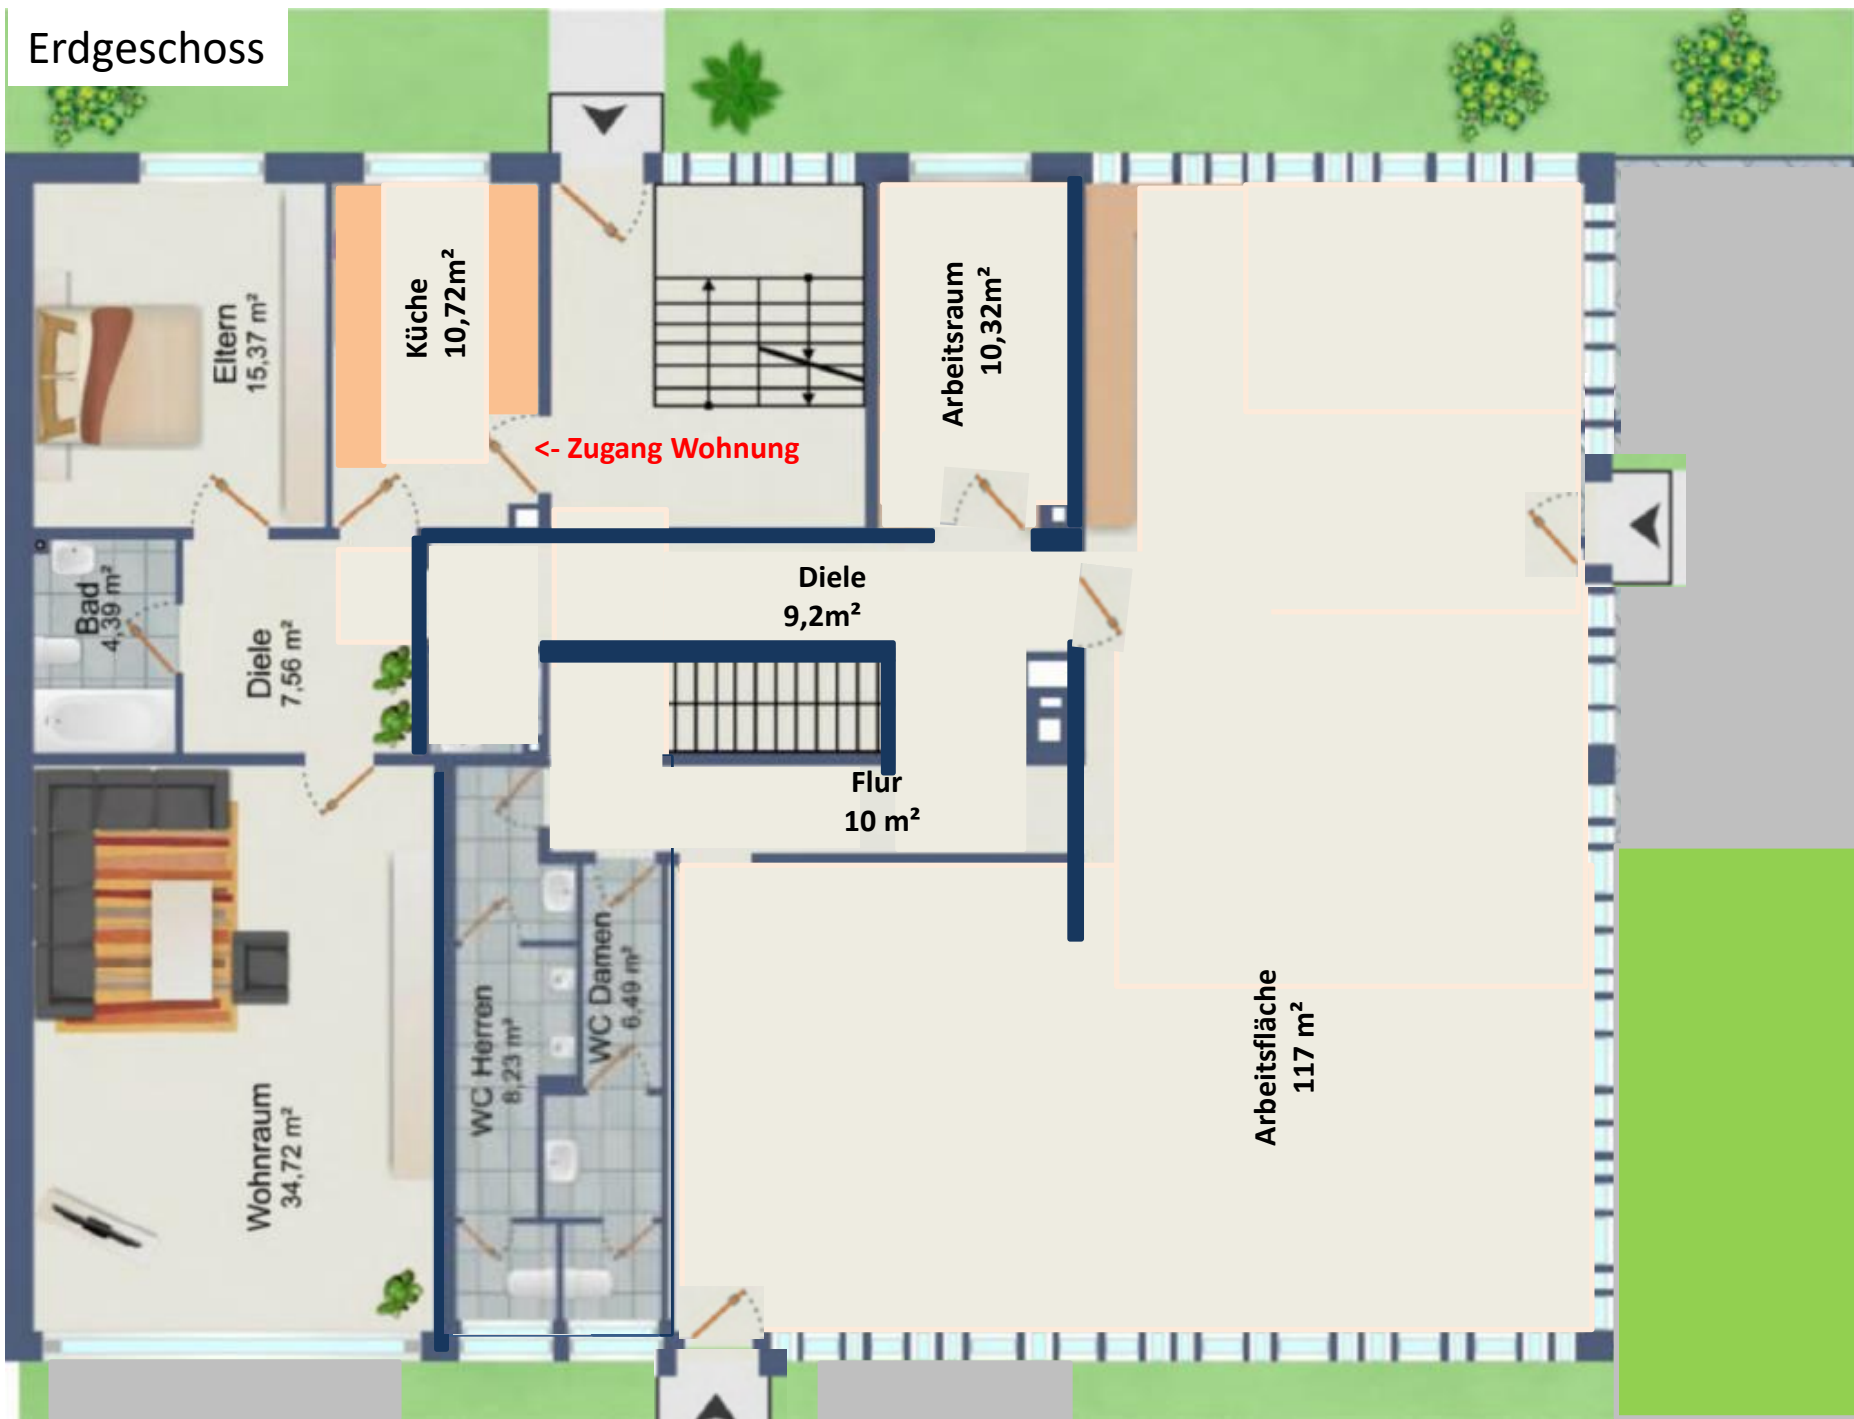 Erdgeschoss
Eltern
15,37 m²
Küche
10,72m²
Arbeitsraum
10,32m²
<- Zugang Wohnung
Bad
4,39 m²
Diele
7,56 m²
Diele
9,2m²
Flur
10 m²
Wohnraum
34,72 m²
WC Herren
8,23 m²
WC Damen
6,49 m²
Arbeitsfläche
117 m²